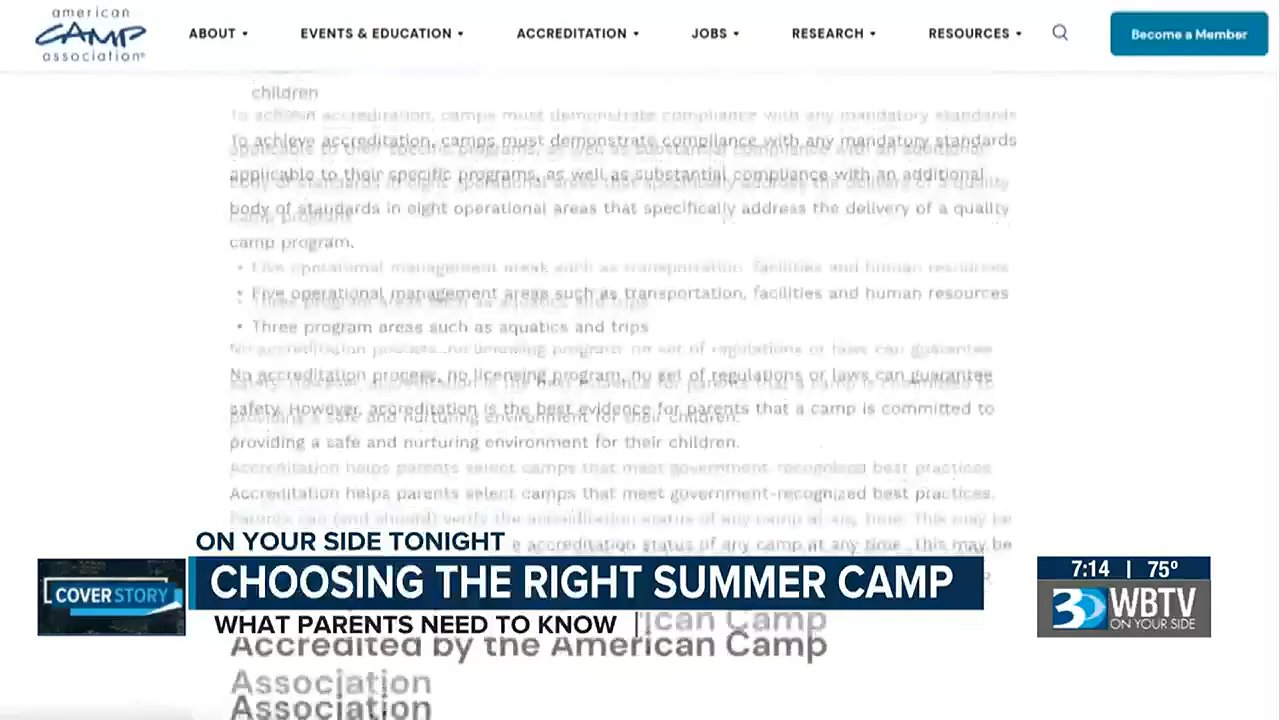 american
CAMP
association®
ABOUT
EVENTS & EDUCATION
ACCREDITATION
JOBS
RESEARCH
RESOURCES
Become a Member
children
To achieve accreditation, camps must demonstrate compliance with any mandatory standards
applicable to their specific programs, as well as substantial compliance with an additional
body of standards in eight operational areas that specifically address the delivery of a quality
camp program.
• Five operational management areas such as transportation, facilities and human resources
• Three program areas such as aquatics and trips
No accreditation process, no licensing program, no set of regulations or laws can guarantee
safety. However, accreditation is the best evidence for parents that a camp is committed to
providing a safe and nurturing environment for their children.
Accreditation helps parents select camps that meet government-recognized best practices.
accreditation status of any camp at any time. This may be
ON YOUR SIDE TONIGHT
COVER STORY
CHOOSING THE RIGHT SUMMER CAMP
WHAT PARENTS NEED TO KNOW
7:14 | 75°
3 WBTV
ON YOUR SIDE
Accredited by the American Camp
Association